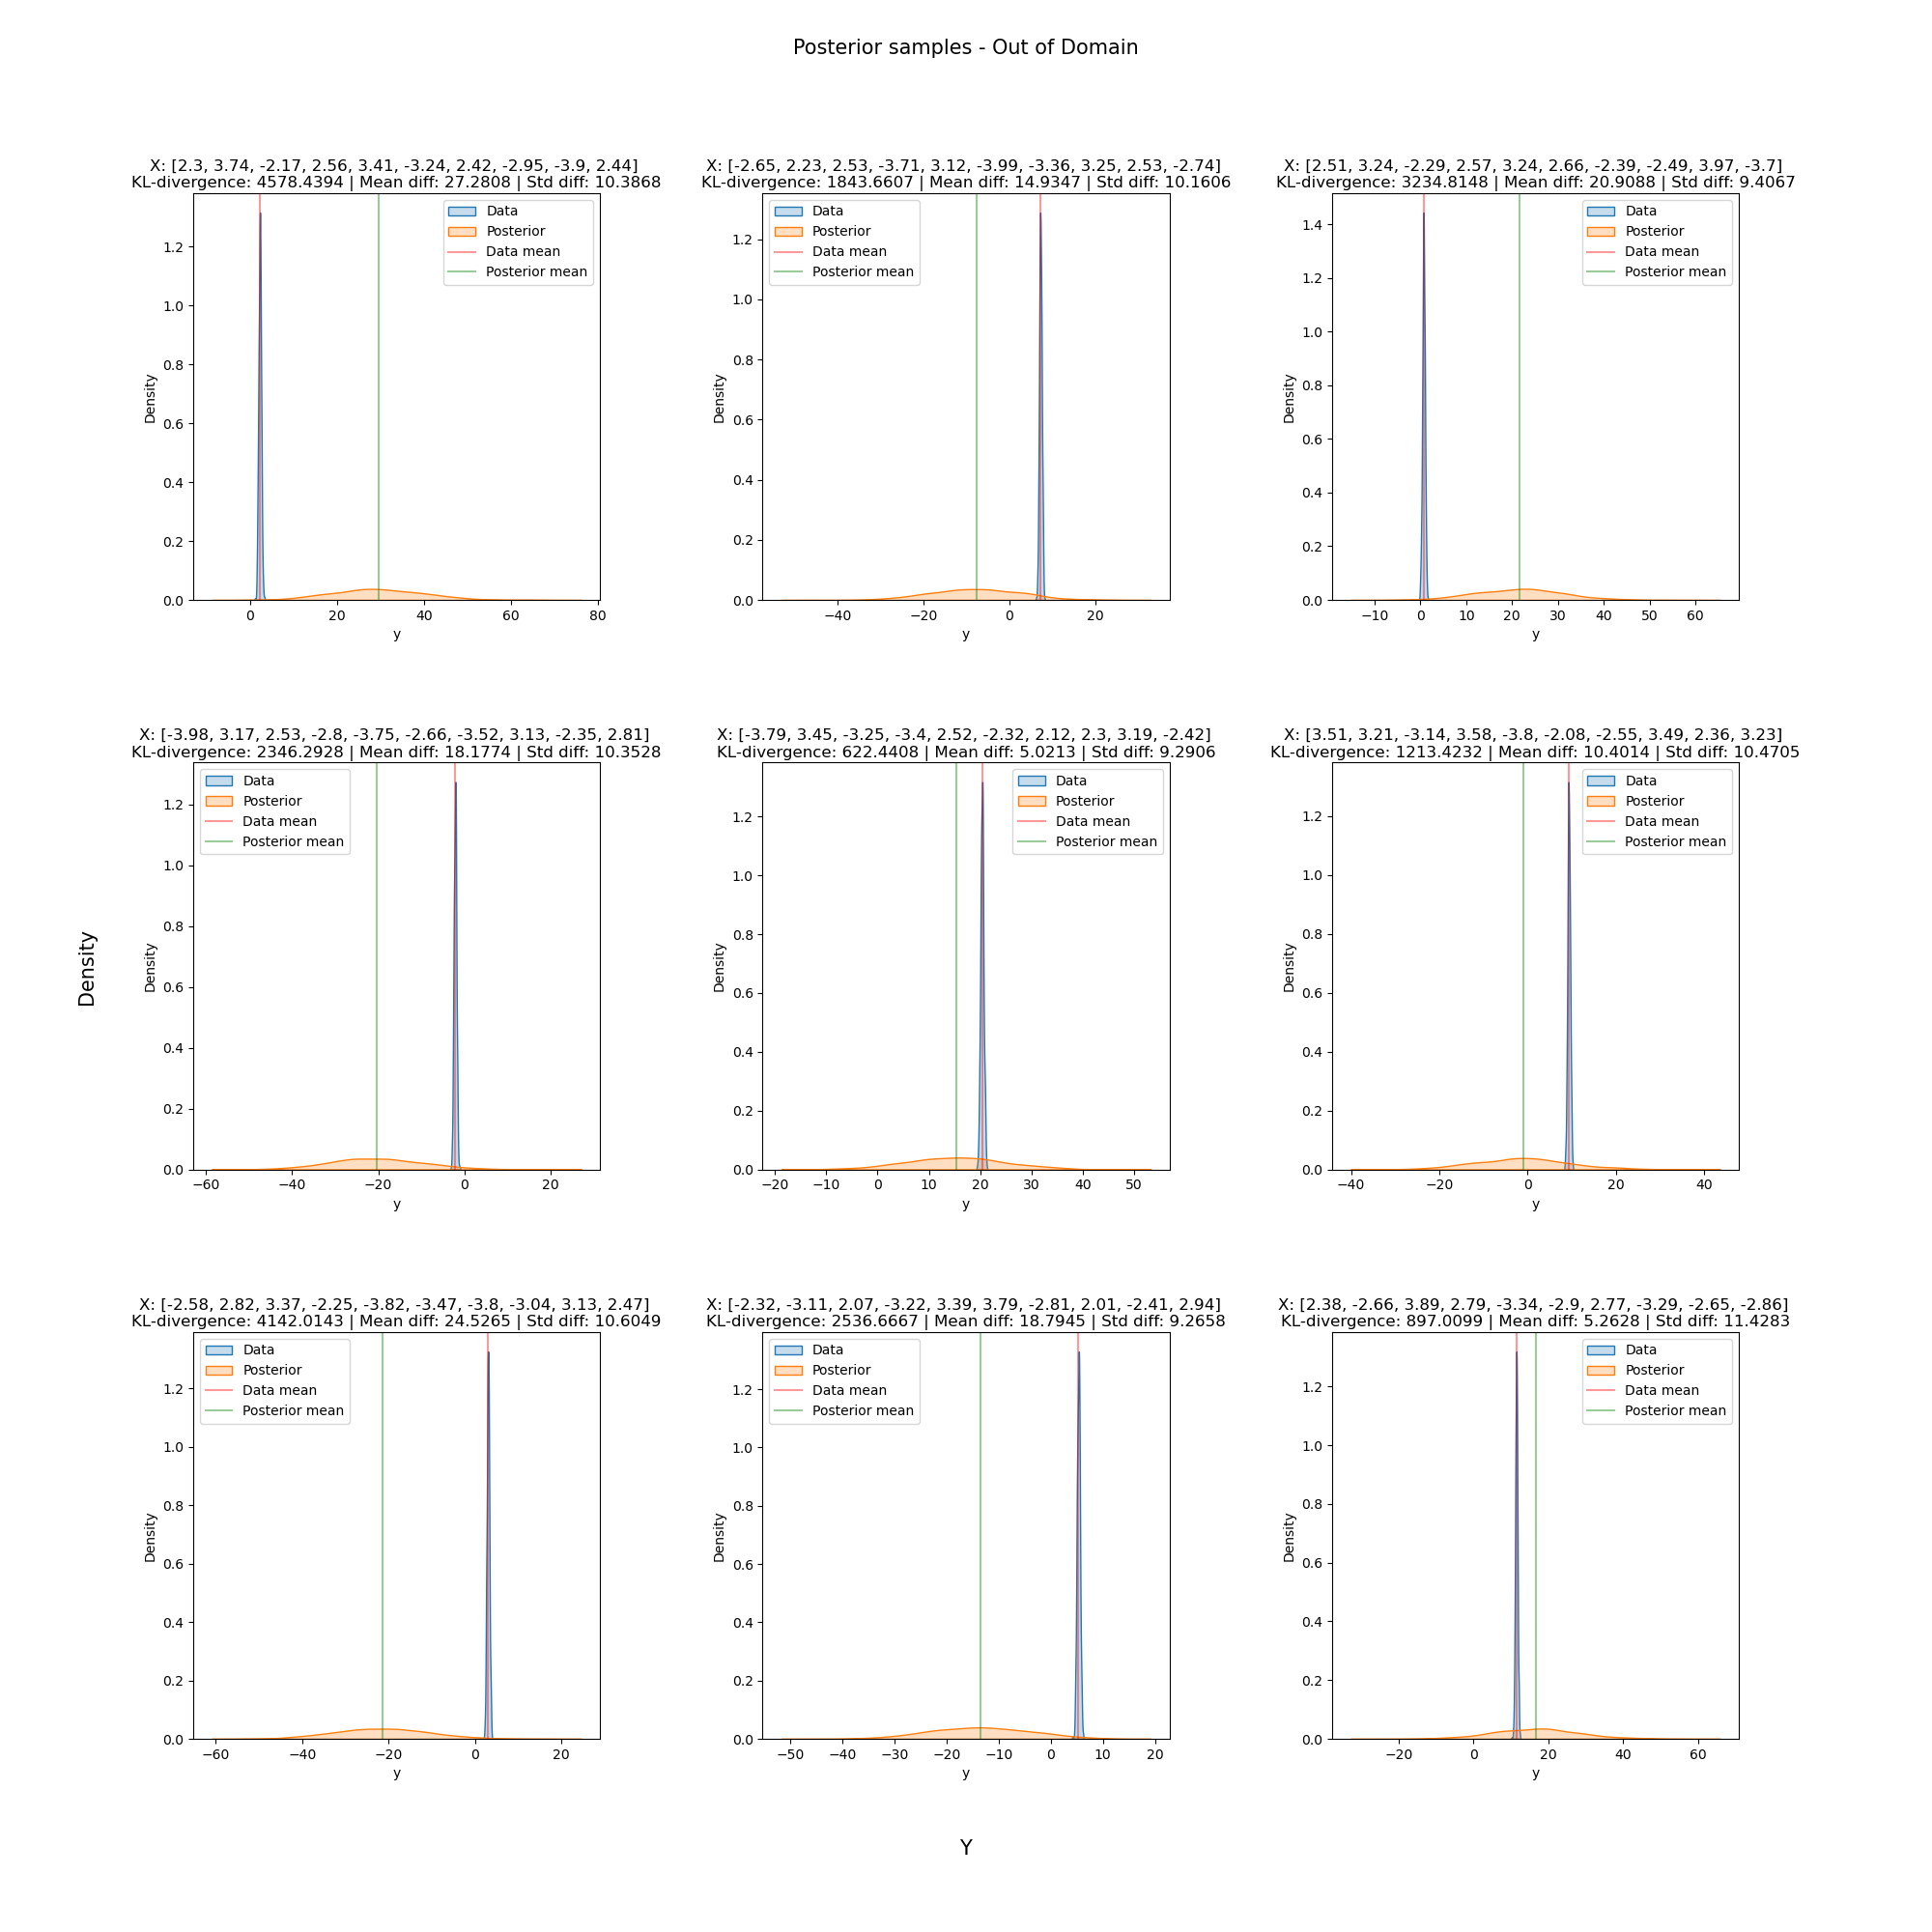 Posterior samples - Out of Domain
X: [2.3, 3.74, -2.17, 2.56, 3.41, -3.24, 2.42, -2.95, -3.9, 2.44]
KL-divergence: 4578.4394 | Mean diff: 27.2808 | Std diff: 10.3868
Data
Posterior
Data mean
Posterior mean
Density
1.2
1.0
0.8
0.6
0.4
0.2
0.0
0 20 40 60 80
y
X: [-2.65, 2.23, 2.53, -3.71, 3.12, -3.99, -3.36, 3.25, 2.53, -2.74]
KL-divergence: 1843.6607 | Mean diff: 14.9347 | Std diff: 10.1606
Data
Posterior
Data mean
Posterior mean
Density
1.2
1.0
0.8
0.6
0.4
0.2
0.0
−40 −20 0 20
y
X: [2.51, 3.24, -2.29, 2.57, 3.24, 2.66, -2.39, -2.49, 3.97, -3.7]
KL-divergence: 3234.8148 | Mean diff: 20.9088 | Std diff: 9.4067
Data
Posterior
Data mean
Posterior mean
Density
1.4
1.2
1.0
0.8
0.6
0.4
0.2
0.0
−10 0 10 20 30 40 50 60
y
X: [-3.98, 3.17, 2.53, -2.8, -3.75, -2.66, -3.52, 3.13, -2.35, 2.81]
KL-divergence: 2346.2928 | Mean diff: 18.1774 | Std diff: 10.3528
Data
Posterior
Data mean
Posterior mean
Density
1.2
1.0
0.8
0.6
0.4
0.2
0.0
−60 −40 −20 0 20
y
X: [-3.79, 3.45, -3.25, -3.4, 2.52, -2.32, 2.12, 2.3, 3.19, -2.42]
KL-divergence: 622.4408 | Mean diff: 5.0213 | Std diff: 9.2906
Data
Posterior
Data mean
Posterior mean
Density
1.2
1.0
0.8
0.6
0.4
0.2
0.0
−20 −10 0 10 20 30 40 50
y
X: [3.51, 3.21, -3.14, 3.58, -3.8, -2.08, -2.55, 3.49, 2.36, 3.23]
KL-divergence: 1213.4232 | Mean diff: 10.4014 | Std diff: 10.4705
Data
Posterior
Data mean
Posterior mean
Density
1.2
1.0
0.8
0.6
0.4
0.2
0.0
−40 −20 0 20 40
y
Density
X: [-2.58, 2.82, 3.37, -2.25, -3.82, -3.47, -3.8, -3.04, 3.13, 2.47]
KL-divergence: 4142.0143 | Mean diff: 24.5265 | Std diff: 10.6049
Data
Posterior
Data mean
Posterior mean
Density
1.2
1.0
0.8
0.6
0.4
0.2
0.0
−60 −40 −20 0 20
y
X: [-2.32, -3.11, 2.07, -3.22, 3.39, 3.79, -2.81, 2.01, -2.41, 2.94]
KL-divergence: 2536.6667 | Mean diff: 18.7945 | Std diff: 9.2658
Data
Posterior
Data mean
Posterior mean
Density
1.2
1.0
0.8
0.6
0.4
0.2
0.0
−50 −40 −30 −20 −10 0 10 20
y
X: [2.38, -2.66, 3.89, 2.79, -3.34, -2.9, 2.77, -3.29, -2.65, -2.86]
KL-divergence: 897.0099 | Mean diff: 5.2628 | Std diff: 11.4283
Data
Posterior
Data mean
Posterior mean
Density
1.2
1.0
0.8
0.6
0.4
0.2
0.0
−20 0 20 40 60
y
Y